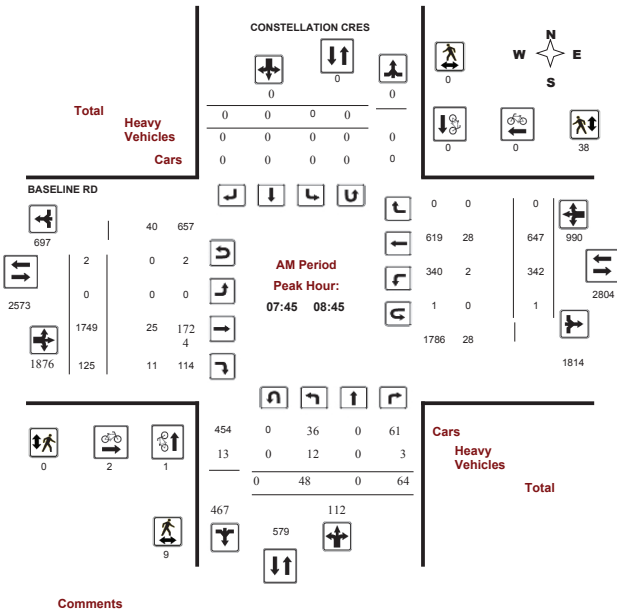 CONSTELLATION CRES
N
W E
S
0
0
0 0
0
Total 0 0 0 0
Heavy
Vehicles 0 0 0 0 0
Cars 0 0 0 0 0
0 0 38
BASELINE RD
697
40 657
2573
2 0 2
0 0 0
1749 25 172
4
1876
125 11 114
AM Period
Peak Hour:
07:45 08:45
0 0 0
619 28 647 990
340 2 342
2804
1 0 1
1786 28
1814
0 2 1
9
454 0 36 0 61 Cars
13 12 0 3 Heavy
Vehicles
0 48 0 64 Total
467 112
579
Comments